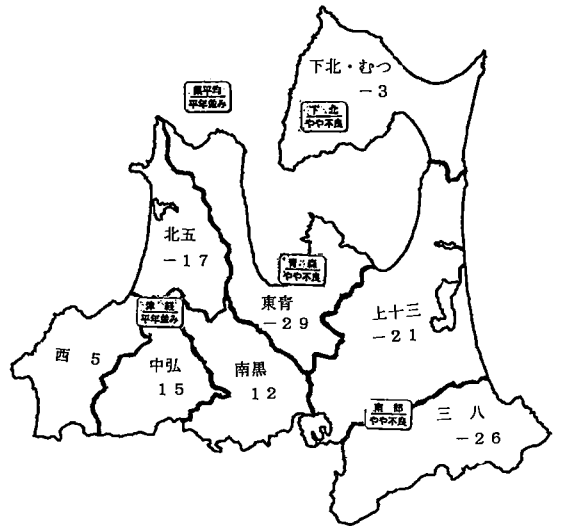 下北・むつ
－3
県平均
平年並み
下北
やや不良
北五
－17
青森
やや不良
東青
－29
上十三
－21
津軽
平年並み
西 5
中弘
15
南黒
12
南部
やや不良
三八
－26